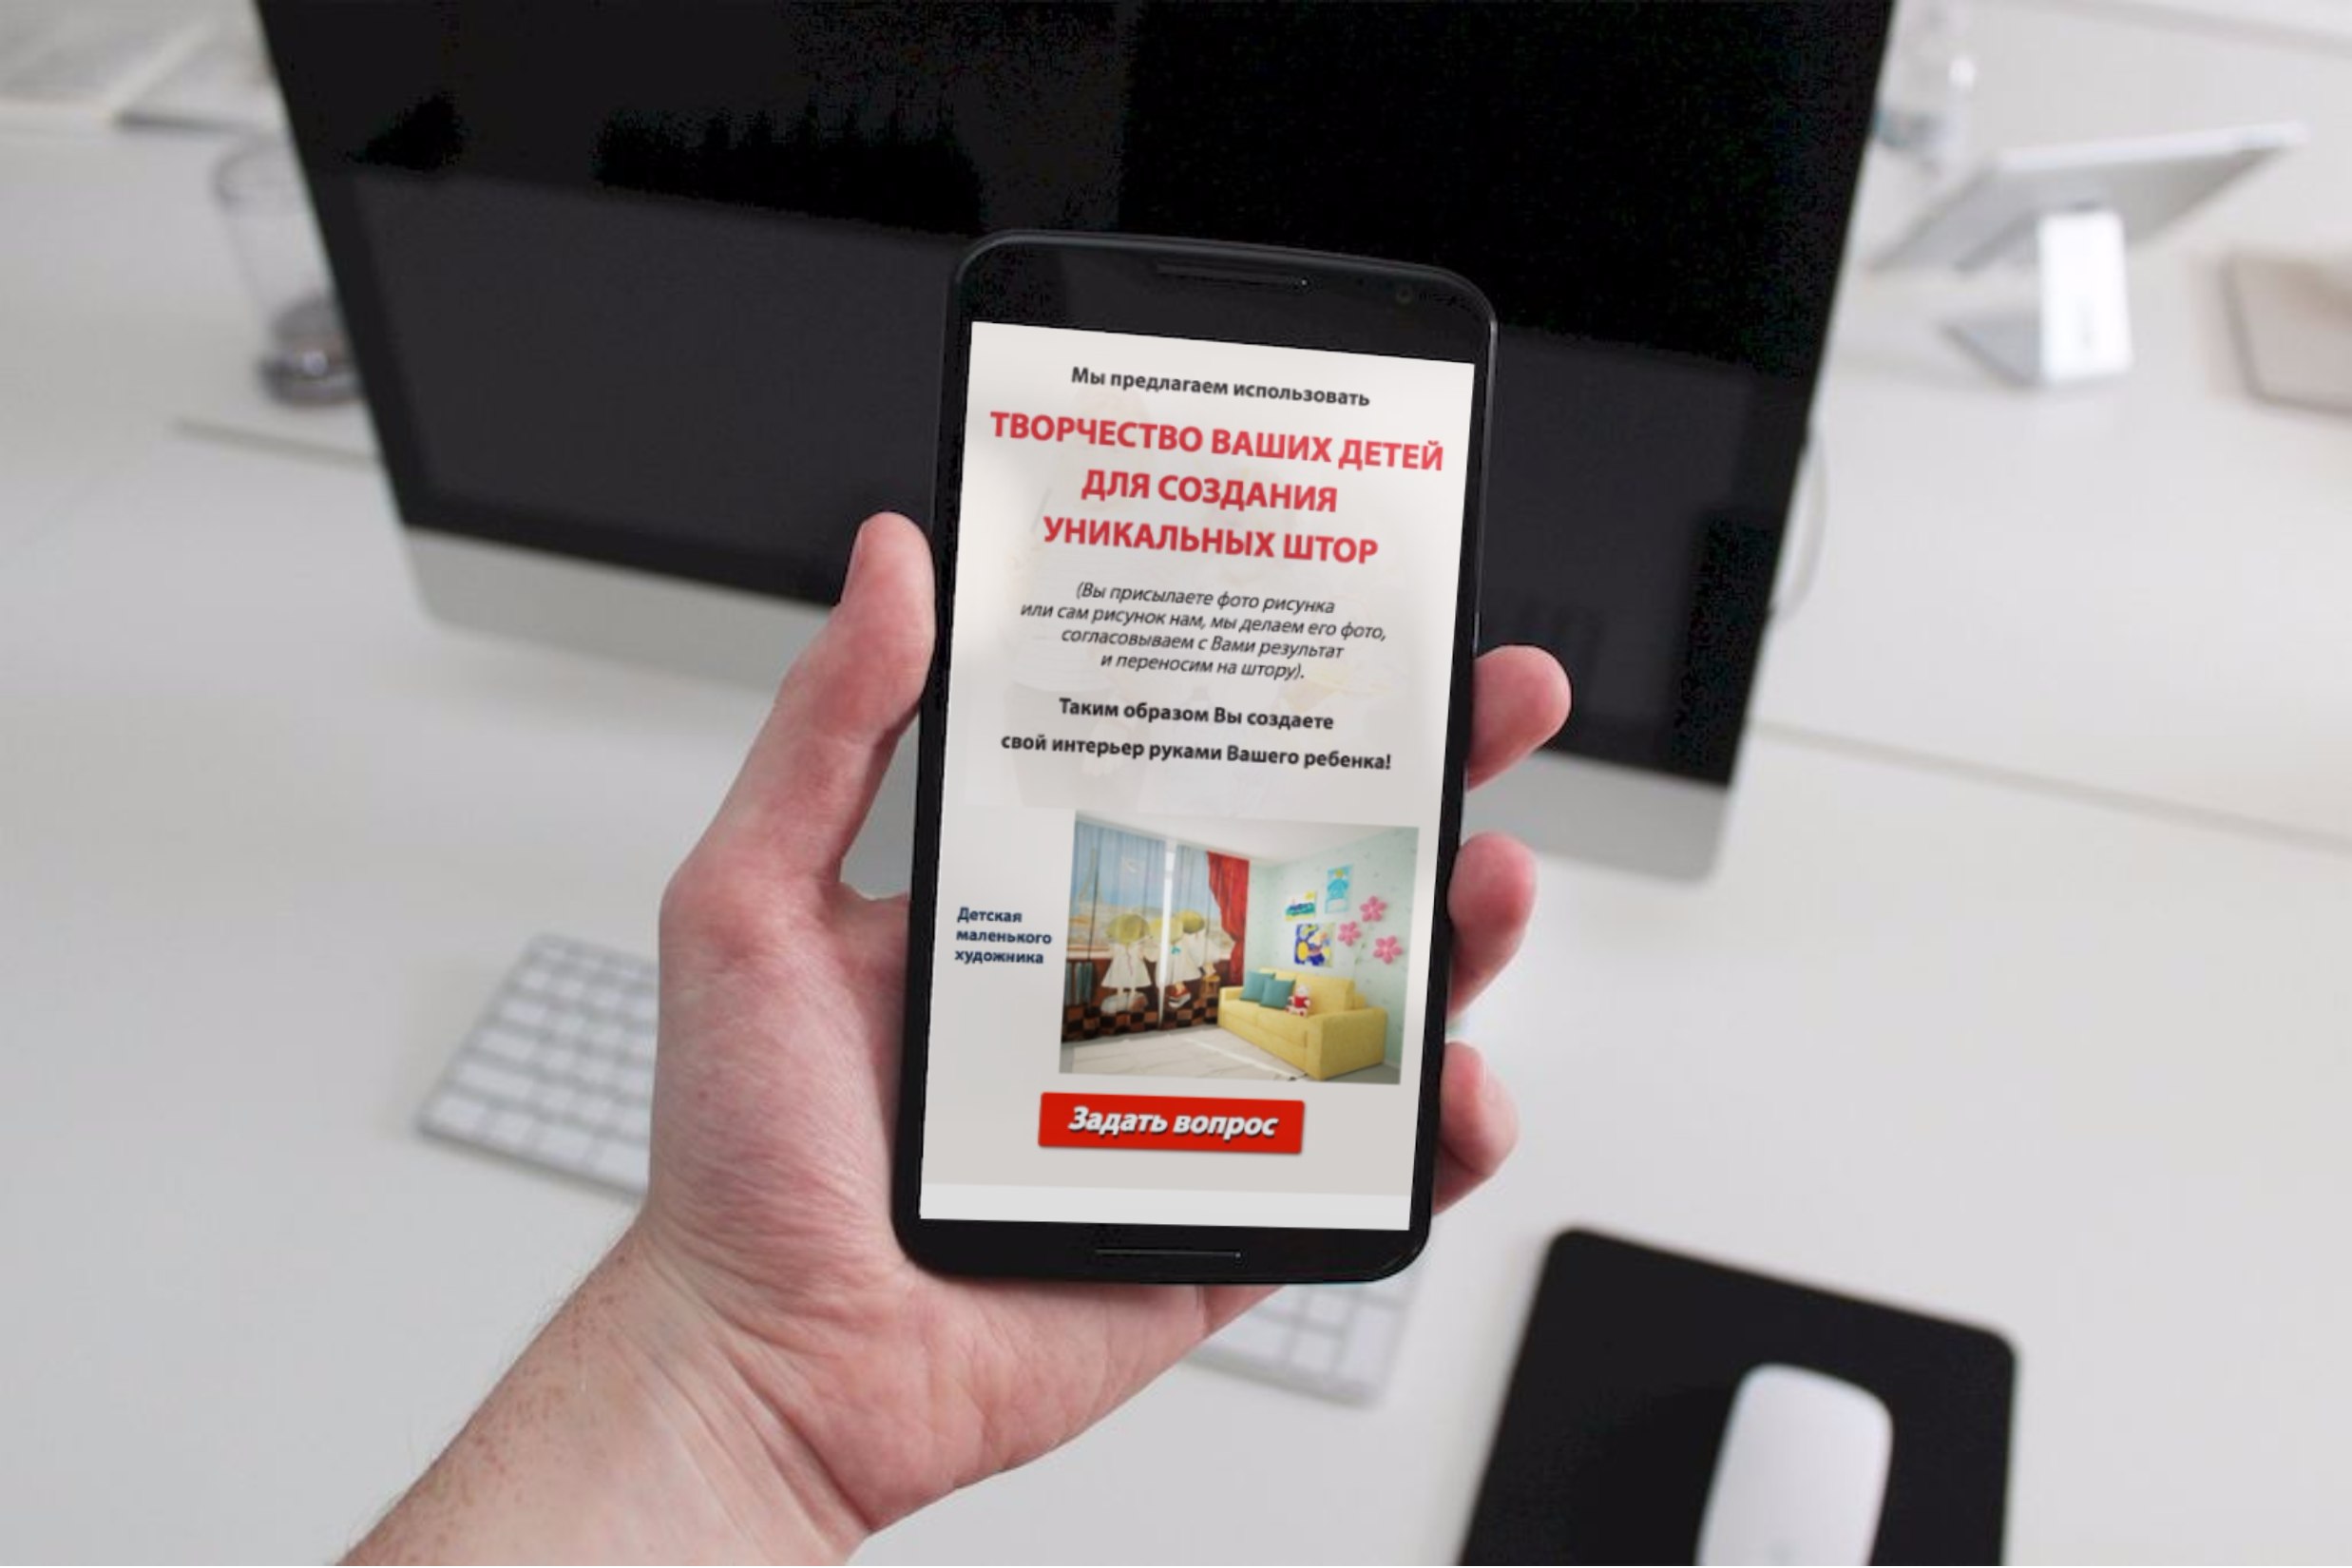 Мы предлагаем использовать
ТВОРЧЕСТВО ВАШИХ ДЕТЕЙ
ДЛЯ СОЗДАНИЯ
УНИКАЛЬНЫХ ШТОР
(Вы присылаете фото рисунка
или сам рисунок нам, мы делаем его фото,
согласовываем с Вами результат
и переносим на штору).
Таким образом Вы создаете
свой интерьер руками Вашего ребенка!
Детская
маленького
художника
Задать вопрос